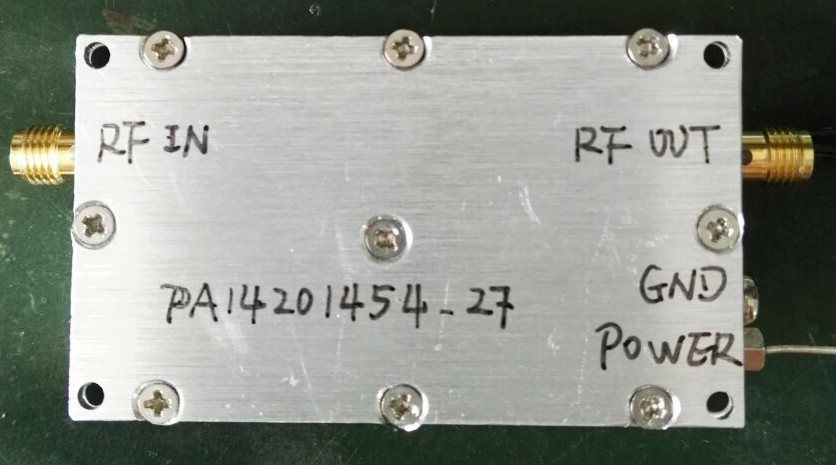 RF IN
RF OUT
GND
PA14201454-27
POWER